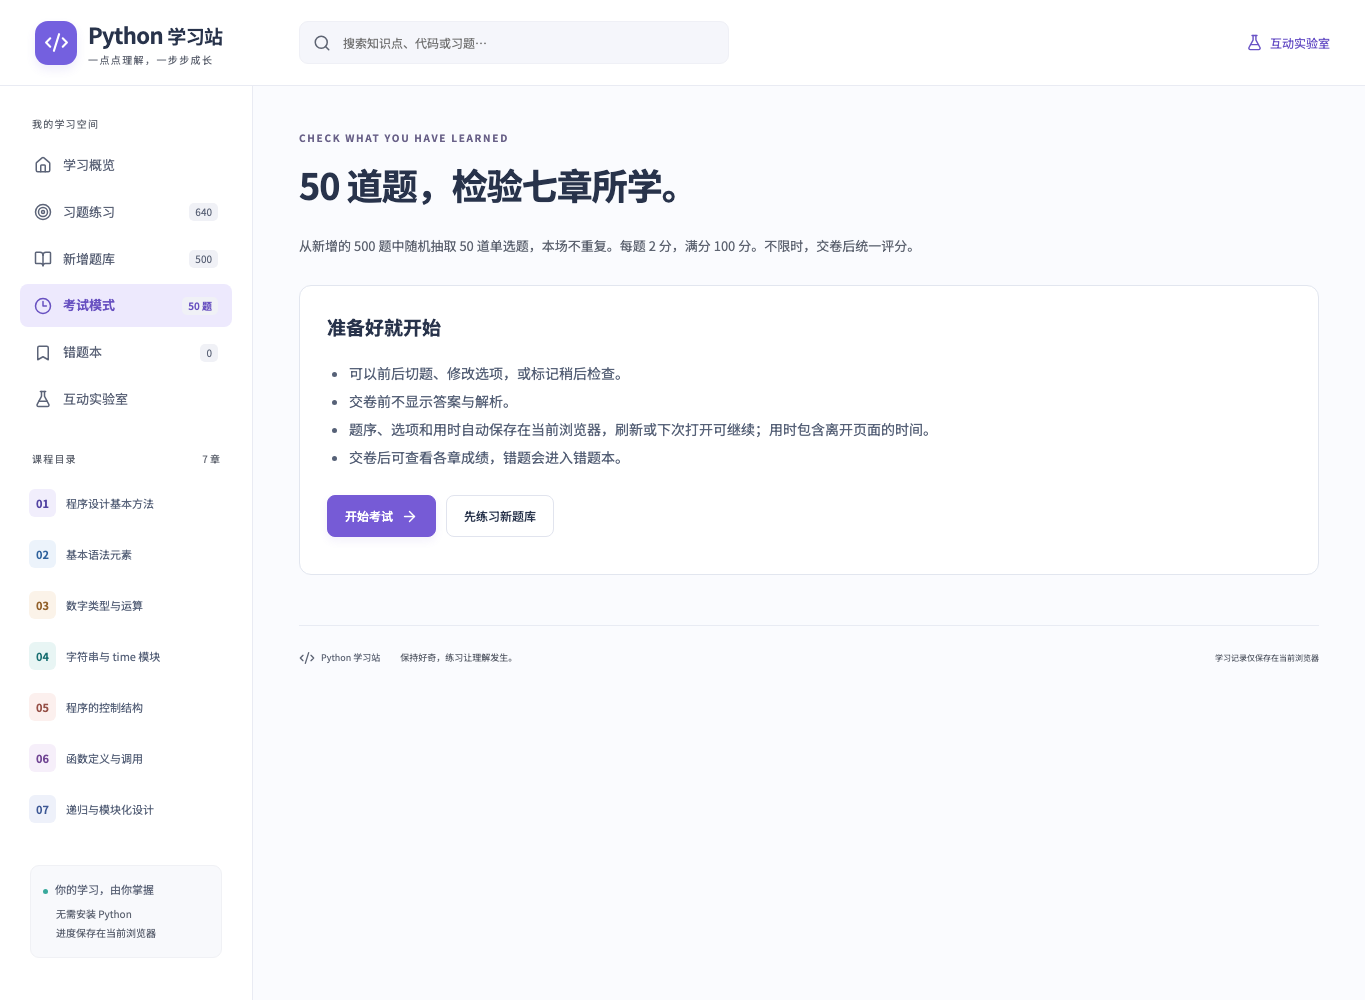 Python 学习站
一点点理解，一步步成长
搜索知识点、代码或习题…
互动实验室
我的学习空间
学习概览
习题练习 640
新增题库 500
考试模式 50 题
错题本 0
互动实验室
课程目录 7 章
01 程序设计基本方法
02 基本语法元素
03 数字类型与运算
04 字符串与 time 模块
05 程序的控制结构
06 函数定义与调用
07 递归与模块化设计
你的学习，由你掌握
无需安装 Python
进度保存在当前浏览器
CHECK WHAT YOU HAVE LEARNED
50 道题，检验七章所学。
从新增的 500 题中随机抽取 50 道单选题，本场不重复。每题 2 分，满分 100 分。不限时，交卷后统一评分。
准备好就开始
• 可以前后切题、修改选项，或标记稍后检查。
• 交卷前不显示答案与解析。
• 题序、选项和用时自动保存在当前浏览器，刷新或下次打开可继续；用时包含离开页面的时间。
• 交卷后可查看各章成绩，错题会进入错题本。
开始考试 → 先练习新题库
</> Python 学习站 保持好奇，练习让理解发生。 学习记录仅保存在当前浏览器